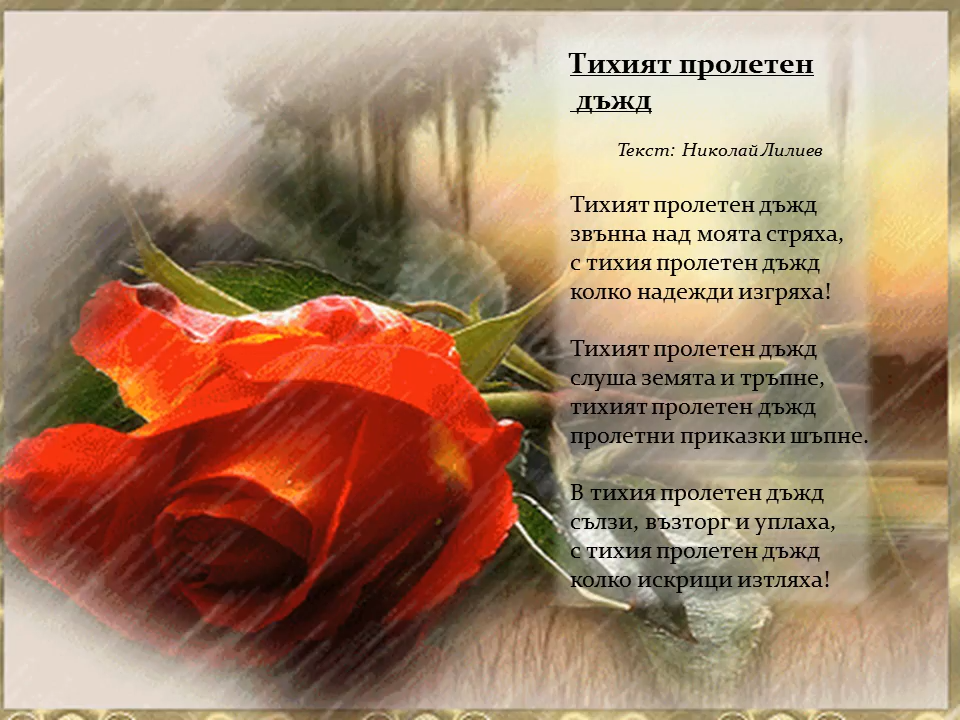 Тихият пролетен
дъжд
Текст: Николай Лилиев
Тихият пролетен дъжд
звънна над моята стряха,
с тихия пролетен дъжд
колко надежди изгряха!
Тихият пролетен дъжд
слуша земята и тръпне,
тихият пролетен дъжд
пролетни приказки шъпне.
В тихия пролетен дъжд
сълзи, възторг и уплаха,
с тихия пролетен дъжд
колко искрици изтляха!